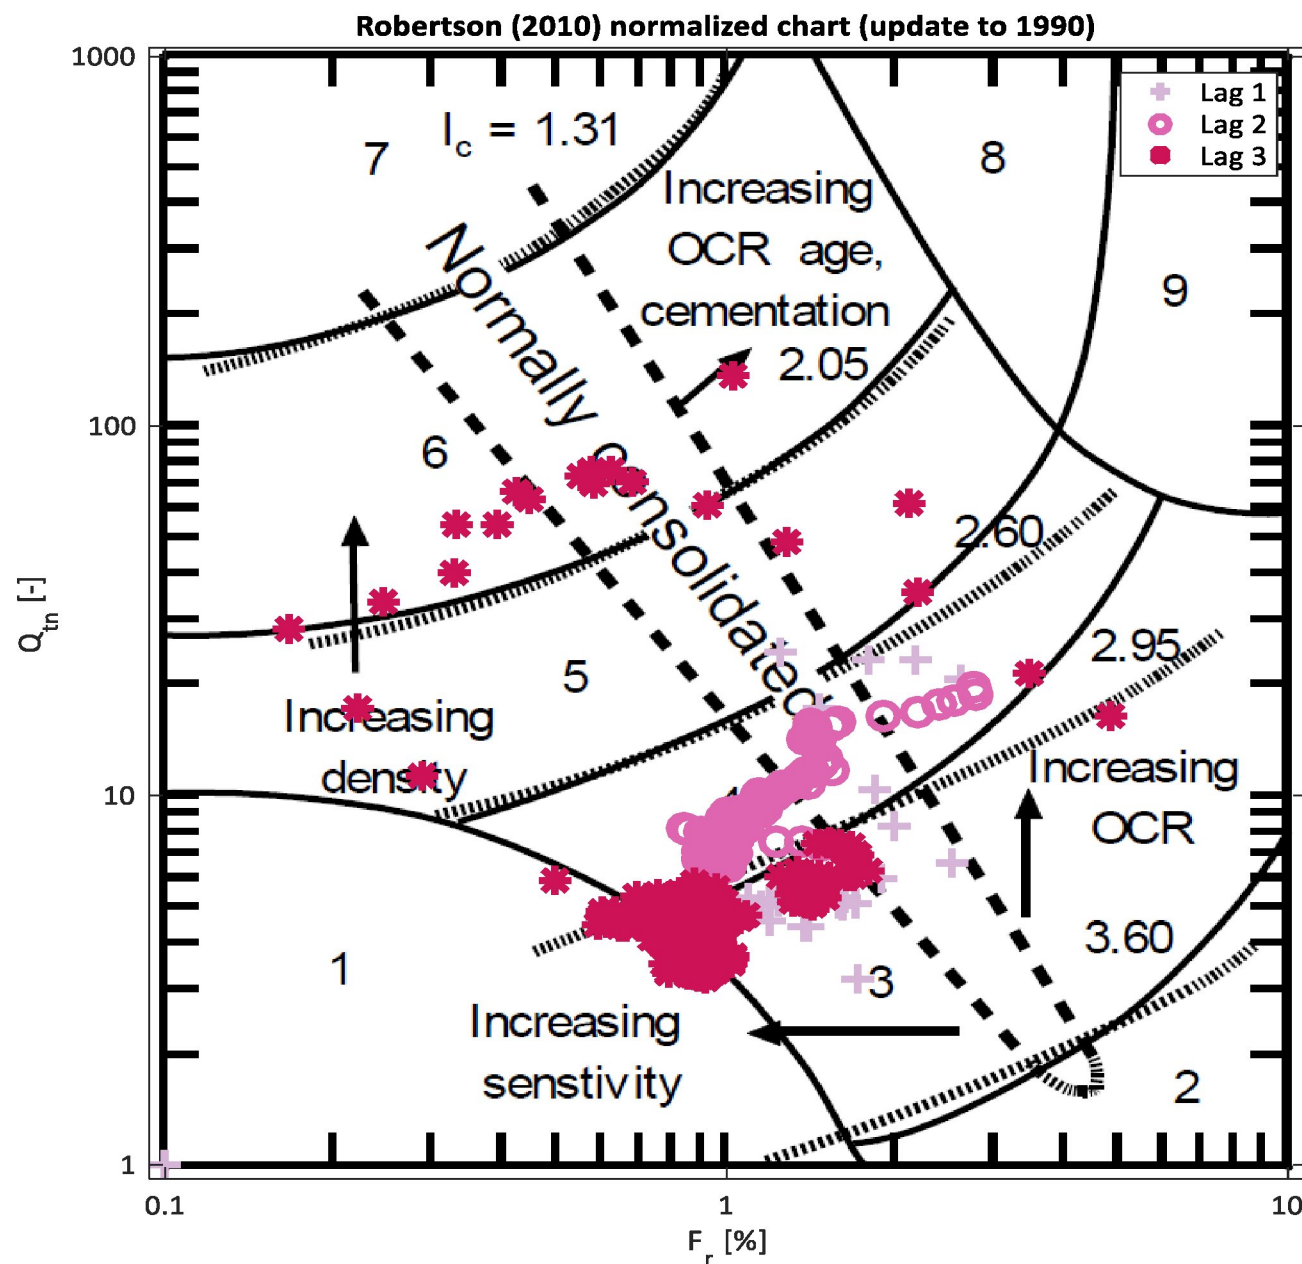 Robertson (2010) normalized chart (update to 1990)
1000
100
10
1
Q_tn [-]
0.1
1
10
F_r [%]
Lag 1
Lag 2
Lag 3
7
I_c = 1.31
8
Increasing
OCR age,
cementation
2.05
9
Normally Consolidated
6
2.60
5
2.95
Increasing
density
4
Increasing
OCR
3.60
1
3
Increasing
senstivity
2